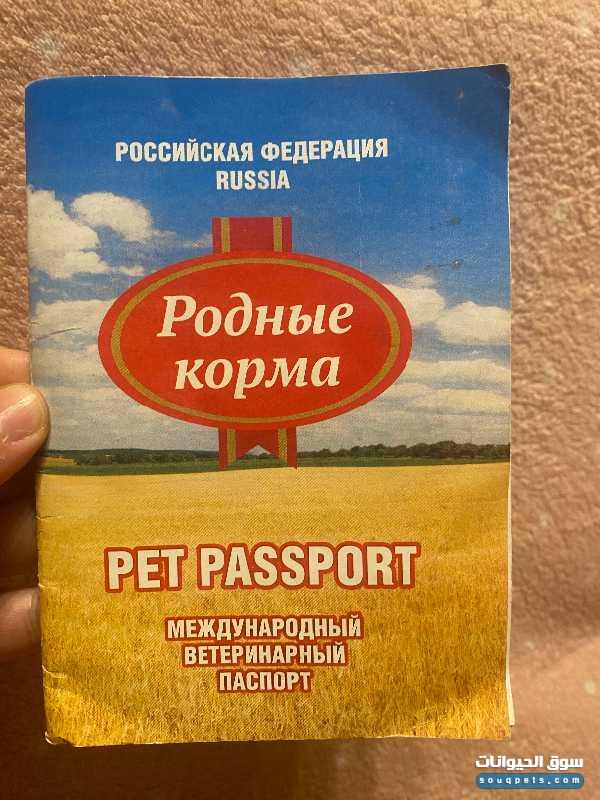 РОССИЙСКАЯ ФЕДЕРАЦИЯ
RUSSIA
Родные
корма
PET PASSPORT
МЕЖДУНАРОДНЫЙ
ВЕТЕРИНАРНЫЙ
ПАСПОРТ
سوق الحيوانات
souqpets.com